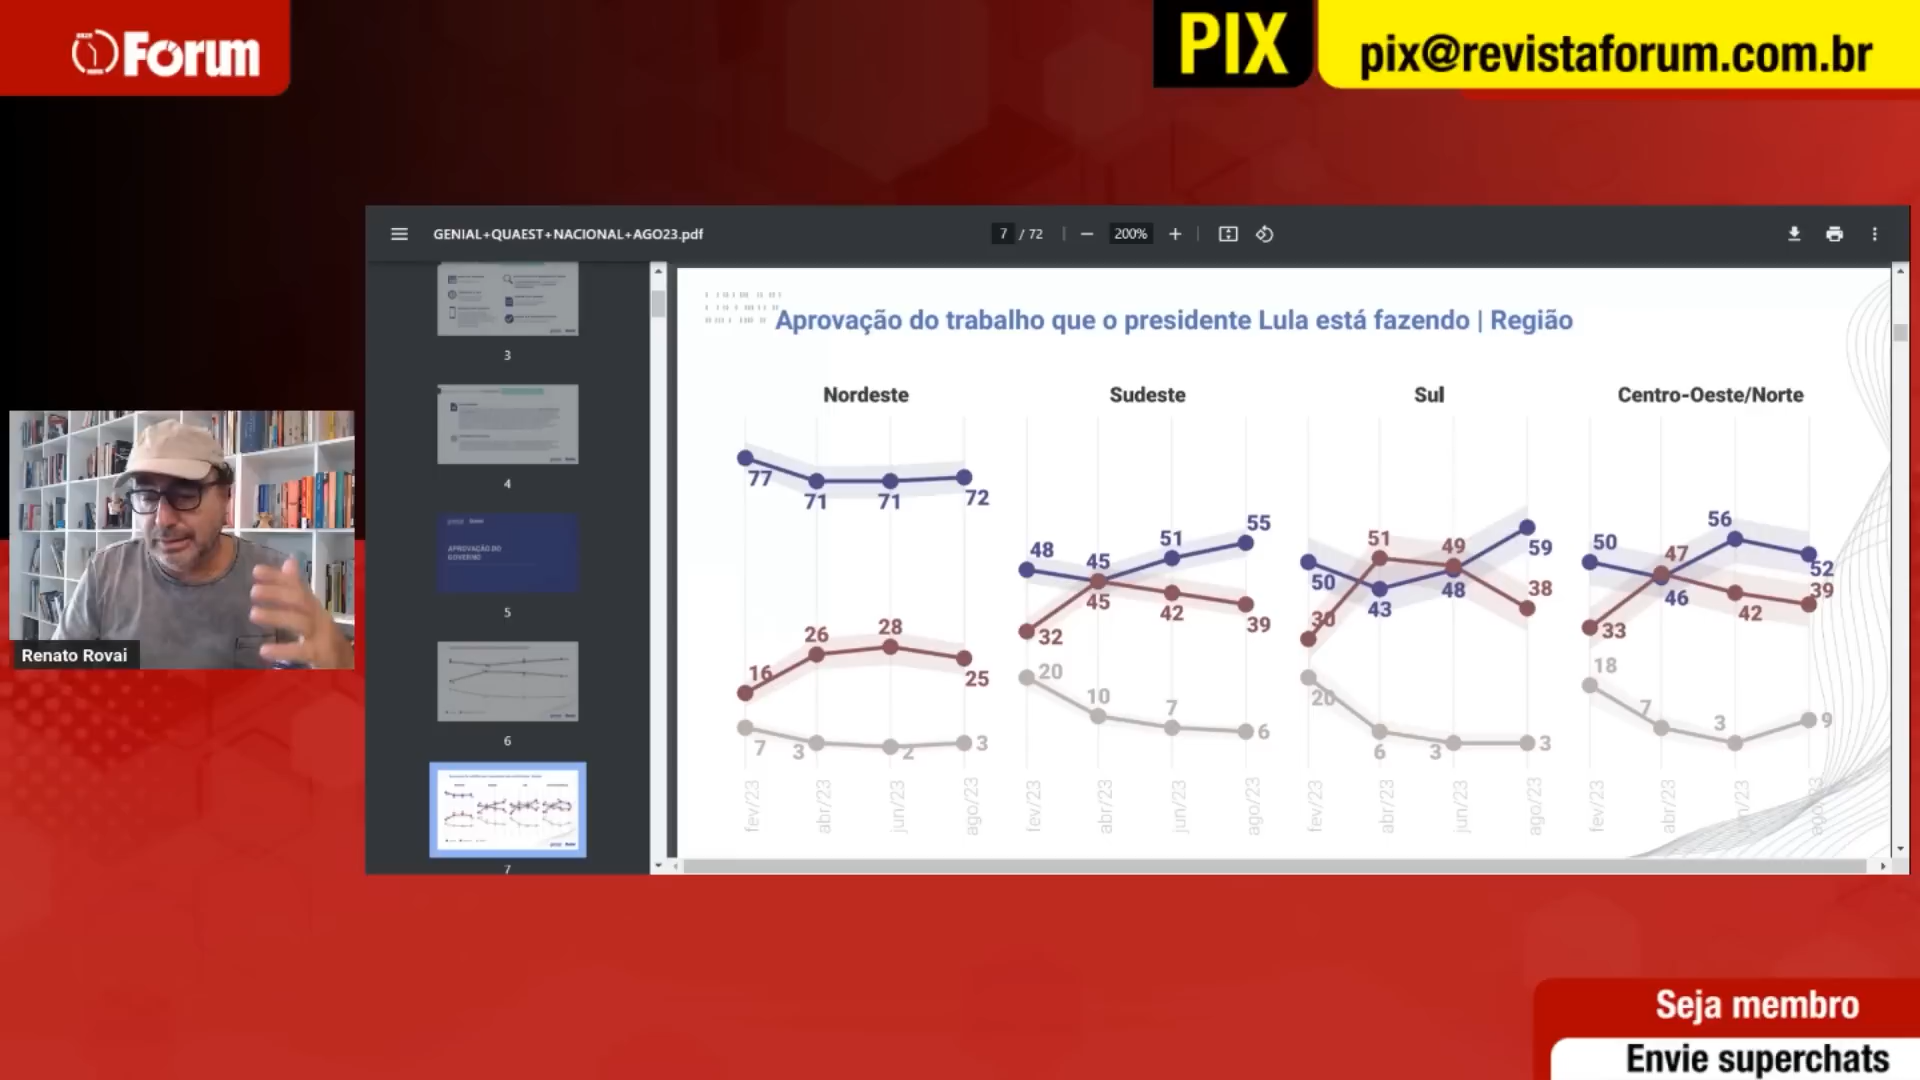 Forum
PIX
pix@revistaforum.com.br
GENIAL+QUAEST+NACIONAL+AGO23.pdf
7 / 72
200%
3
4
APROVAÇÃO DO
GOVERNO
5
6
7
Aprovação do trabalho que o presidente Lula está fazendo | Região
Nordeste
Sudeste
Sul
Centro-Oeste/Norte
77 71 71 72
16 26 28 25
7 3 2 3
fev/23 abr/23 jun/23 ago/23
48 45 51 55
32 45 42 39
20 10 7 6
fev/23 abr/23 jun/23 ago/23
50 43 48 59
30 51 49 38
20 6 3 3
fev/23 abr/23 jun/23 ago/23
50 46 56 52
33 47 42 39
18 7 3 9
fev/23 abr/23 jun/23 ago/23
Renato Rovai
Seja membro
Envie superchats